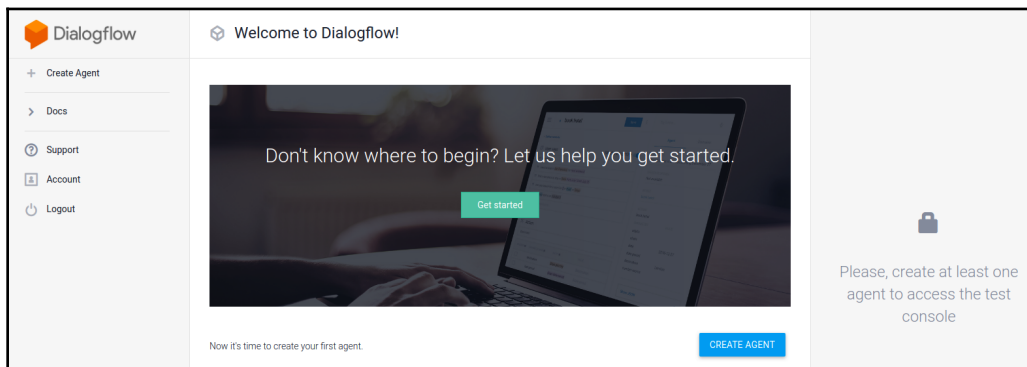 Dialogflow
Welcome to Dialogflow!
Create Agent
Docs
Support
Account
Logout
Don't know where to begin? Let us help you get started.
Get started
Please, create at least one
agent to access the test
console
Now it's time to create your first agent.
CREATE AGENT